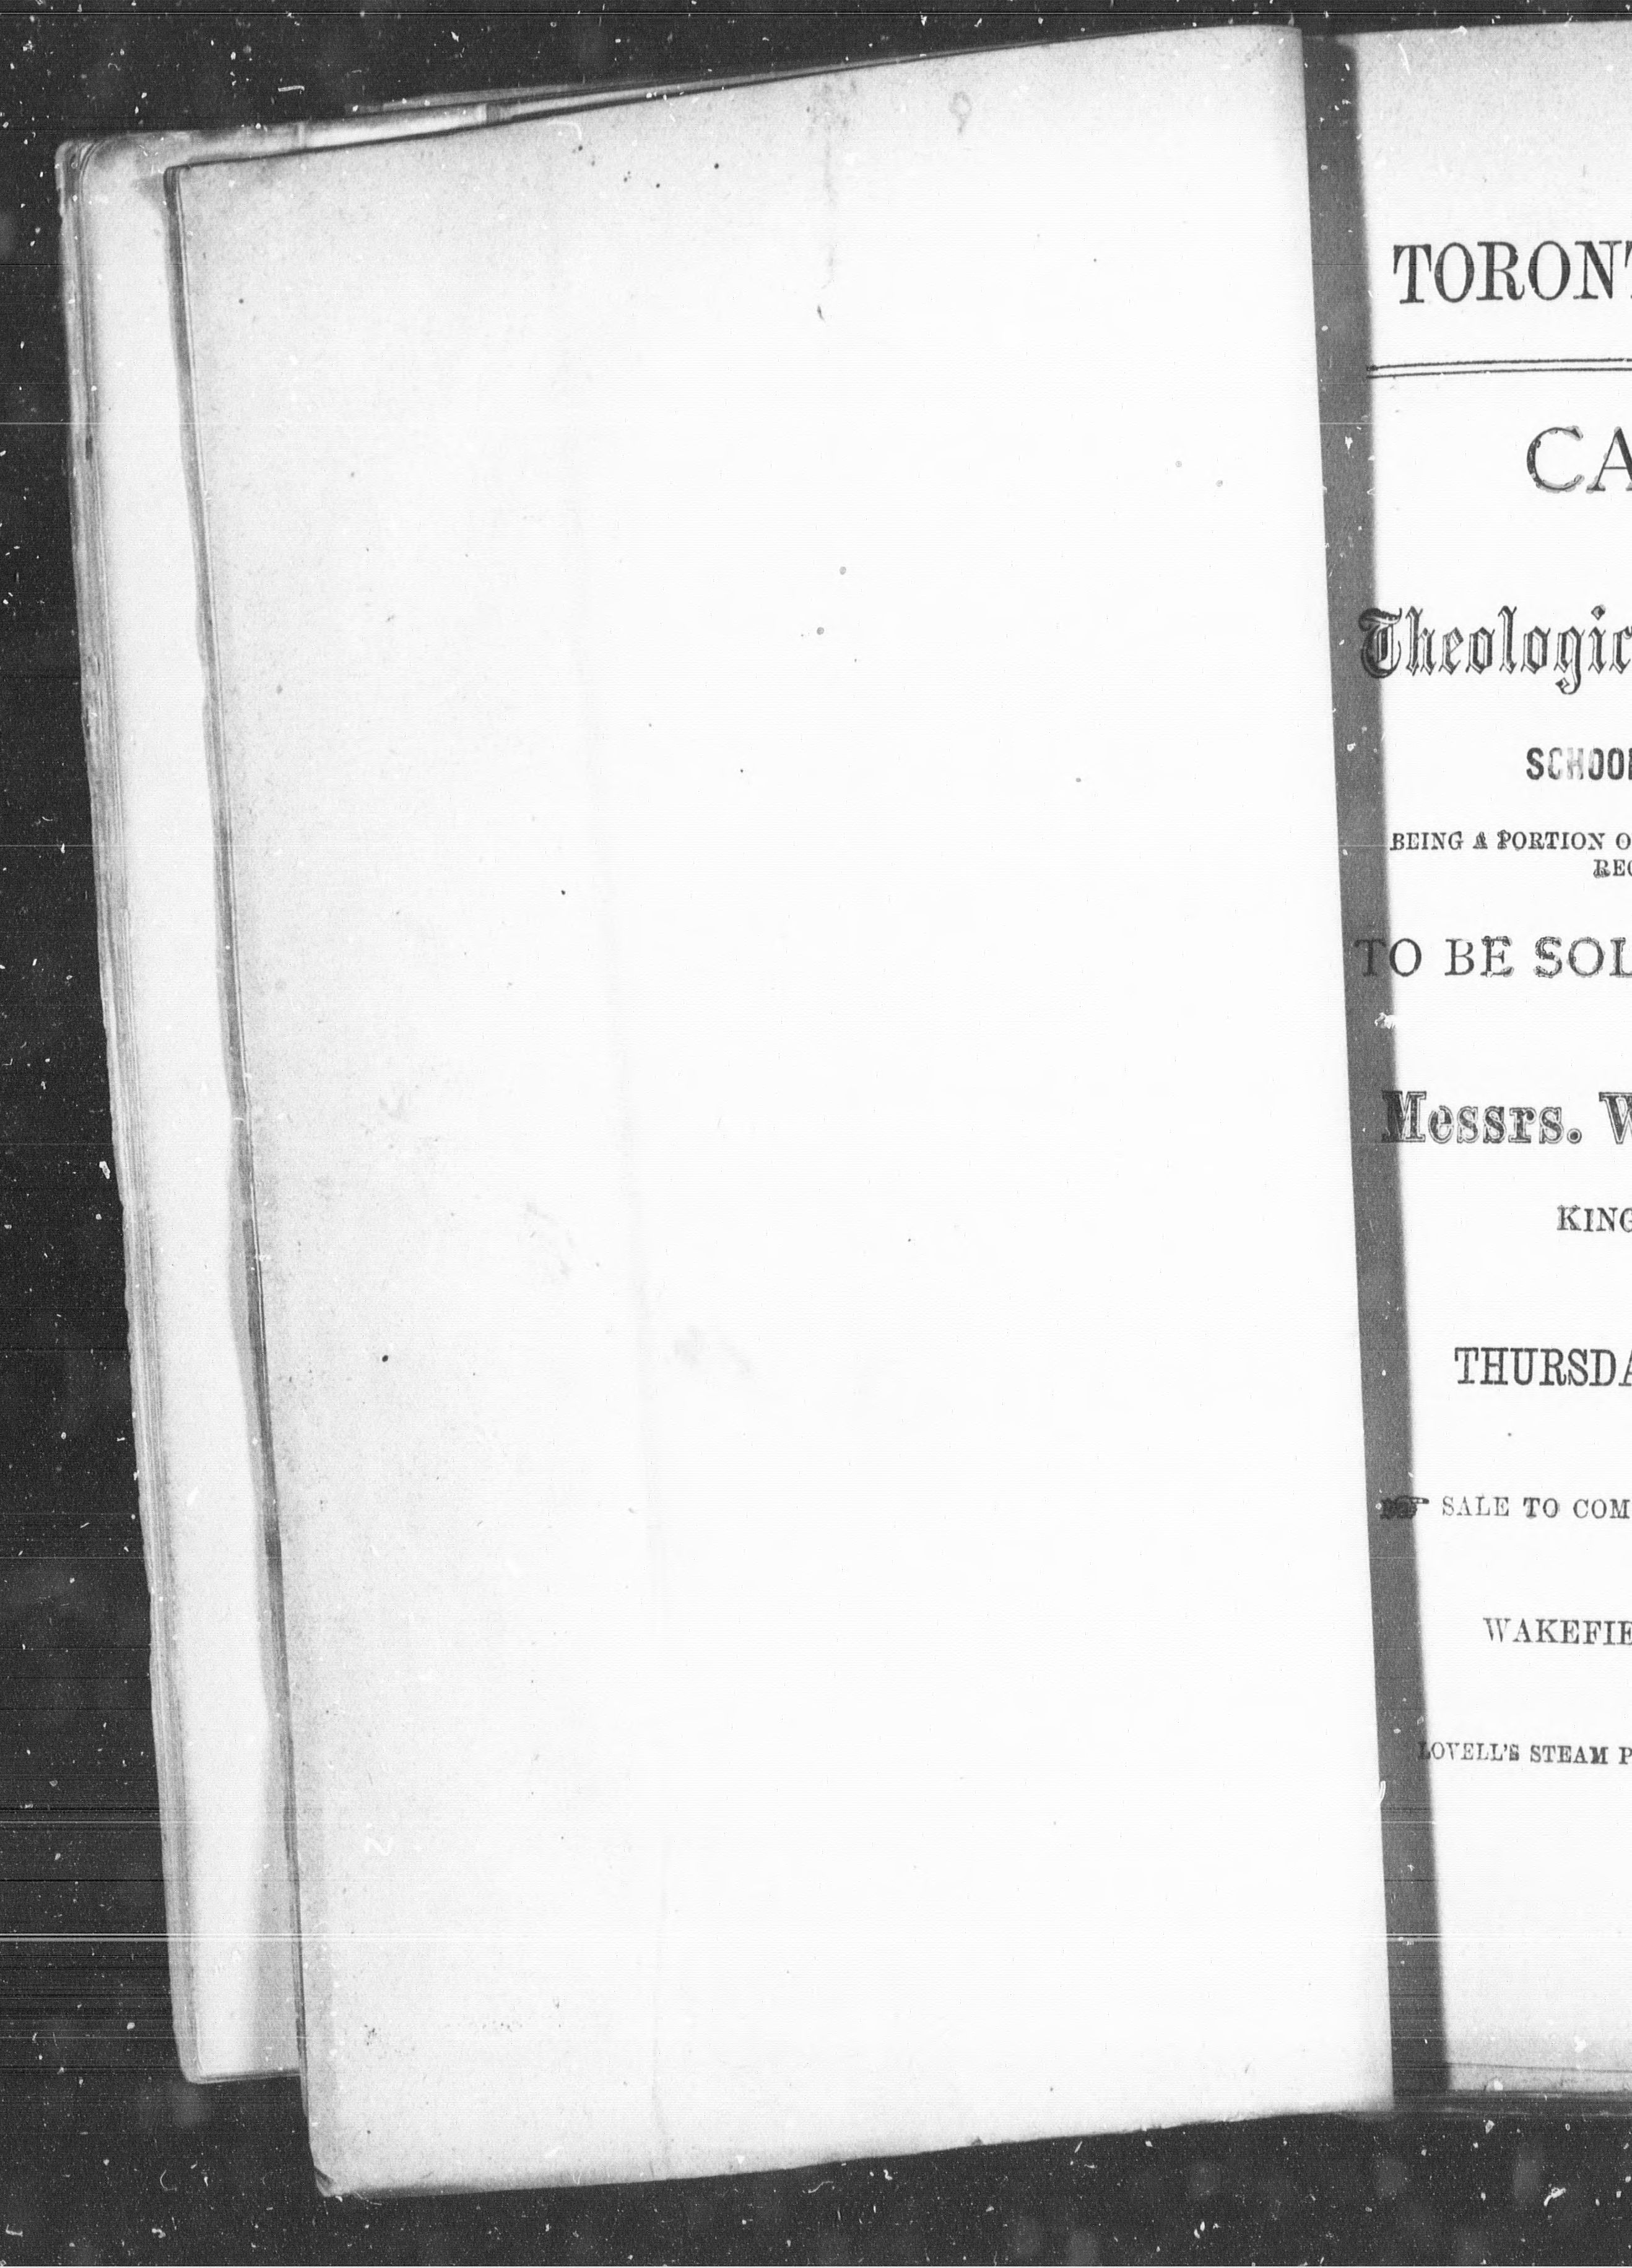 TORONT
CA
Theologic
SCHOOL
BEING A PORTION O
REC
TO BE SOL
Messrs. W
KING
THURSDA
☞ SALE TO COM
WAKEFIE
LOVELL'S STEAM P